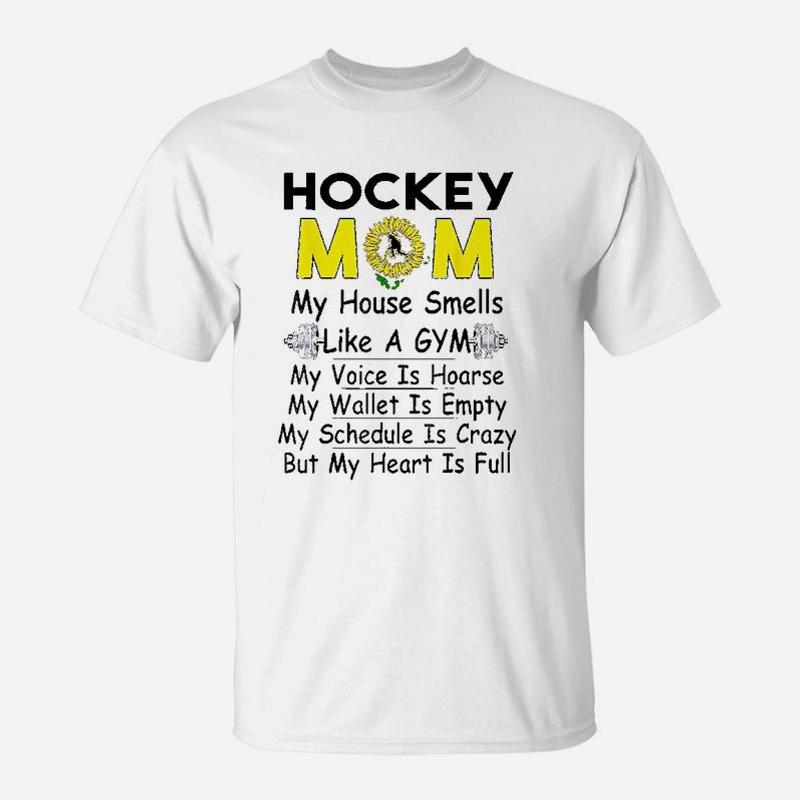 HOCKEY
MOM
My House Smells
Like A GYM
My Voice Is Hoarse
My Wallet Is Empty
My Schedule Is Crazy
But My Heart Is Full